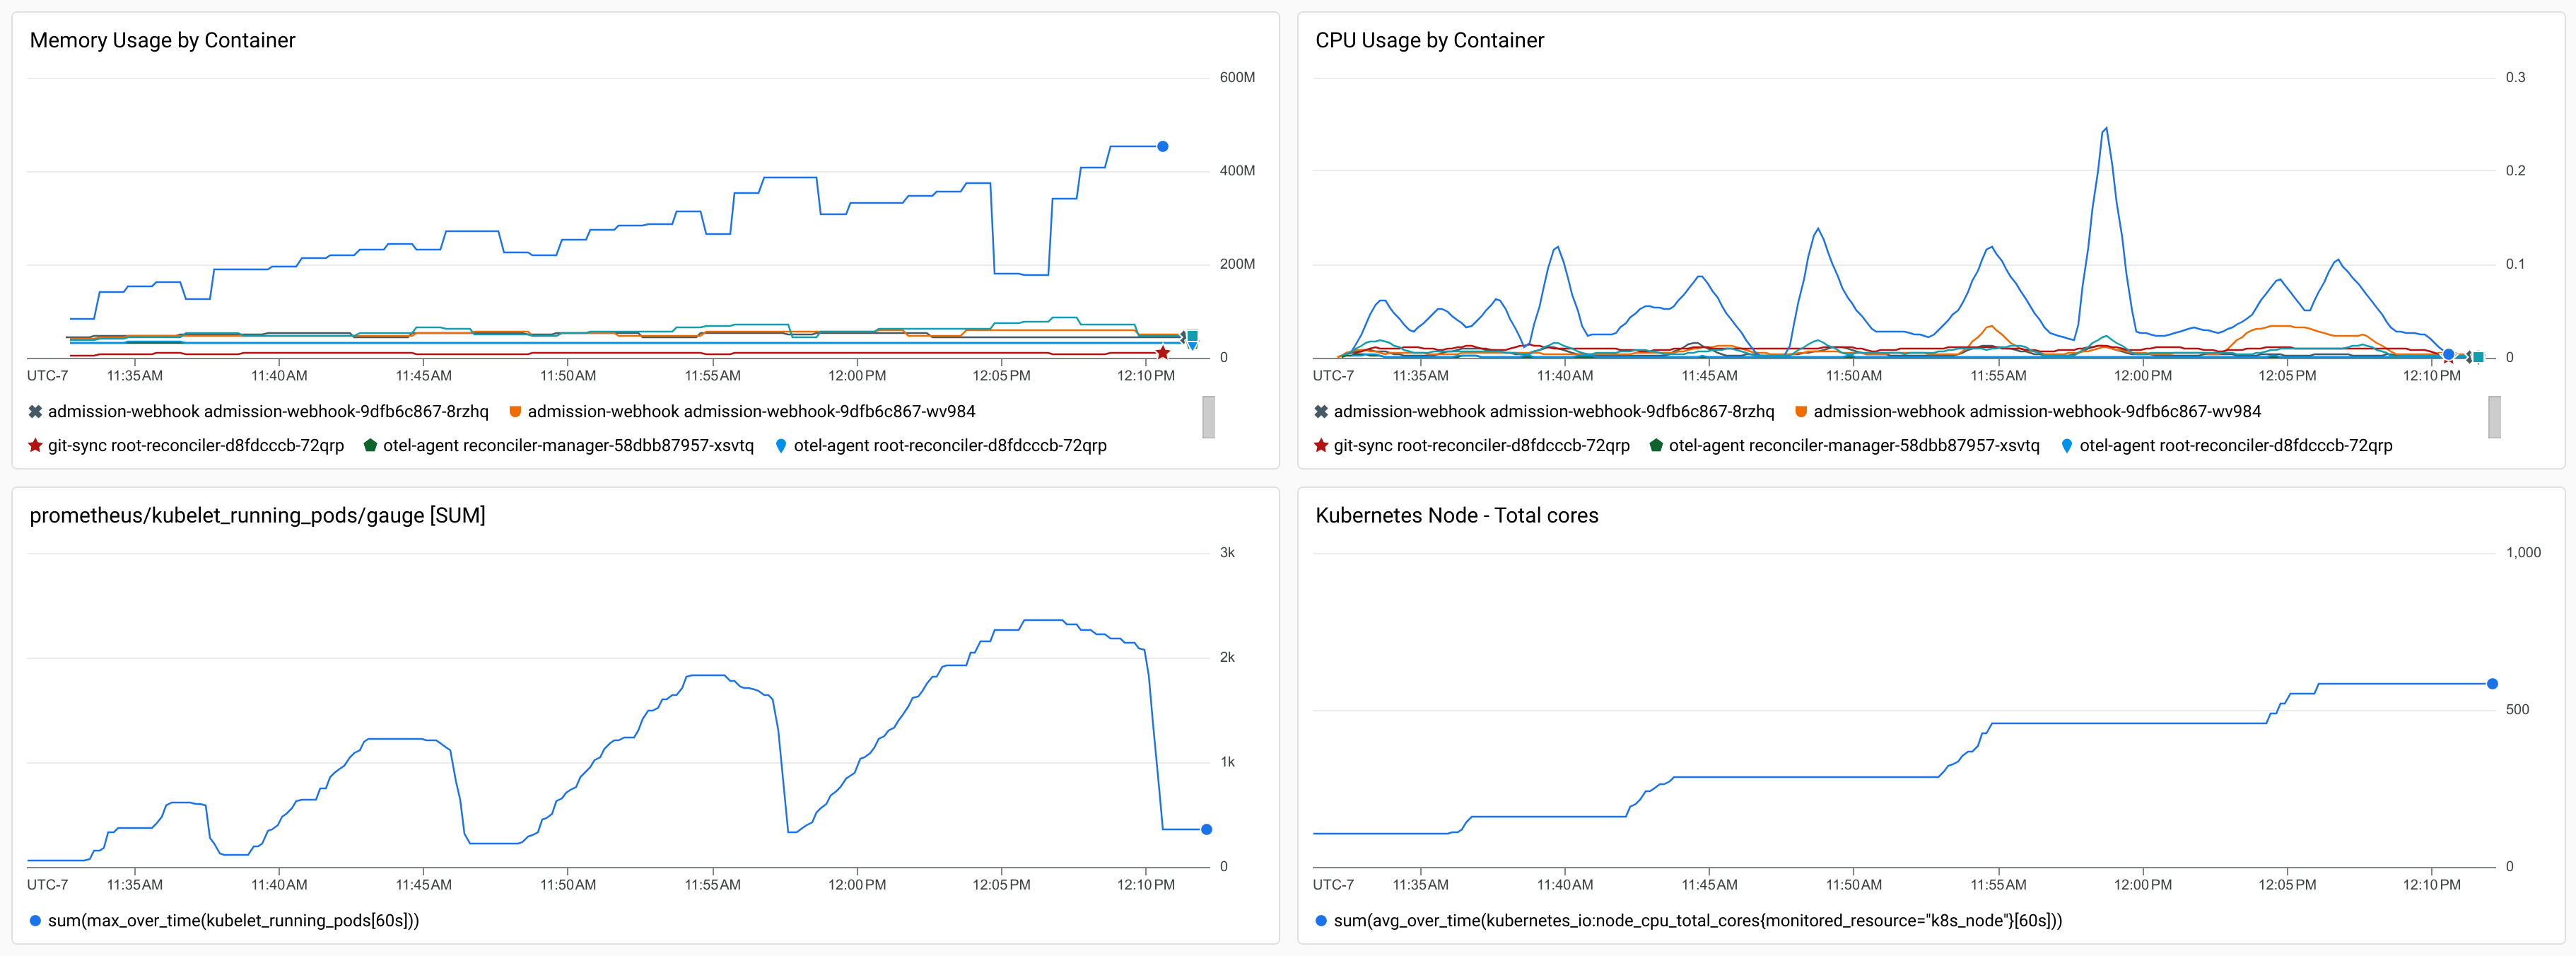 Memory Usage by Container
600M
400M
200M
0
UTC-7 11:35AM 11:40AM 11:45AM 11:50AM 11:55AM 12:00PM 12:05PM 12:10PM
admission-webhook admission-webhook-9dfb6c867-8rzhq admission-webhook admission-webhook-9dfb6c867-wv984
git-sync root-reconciler-d8fdcccb-72qrp otel-agent reconciler-manager-58dbb87957-xsvtq otel-agent root-reconciler-d8fdcccb-72qrp
CPU Usage by Container
0.3
0.2
0.1
0
UTC-7 11:35AM 11:40AM 11:45AM 11:50AM 11:55AM 12:00PM 12:05PM 12:10PM
admission-webhook admission-webhook-9dfb6c867-8rzhq admission-webhook admission-webhook-9dfb6c867-wv984
git-sync root-reconciler-d8fdcccb-72qrp otel-agent reconciler-manager-58dbb87957-xsvtq otel-agent root-reconciler-d8fdcccb-72qrp
prometheus/kubelet_running_pods/gauge [SUM]
3k
2k
1k
0
UTC-7 11:35AM 11:40AM 11:45AM 11:50AM 11:55AM 12:00PM 12:05PM 12:10PM
sum(max_over_time(kubelet_running_pods[60s]))
Kubernetes Node - Total cores
1,000
500
0
UTC-7 11:35AM 11:40AM 11:45AM 11:50AM 11:55AM 12:00PM 12:05PM 12:10PM
sum(avg_over_time(kubernetes_io:node_cpu_total_cores{monitored_resource="k8s_node"}[60s]))